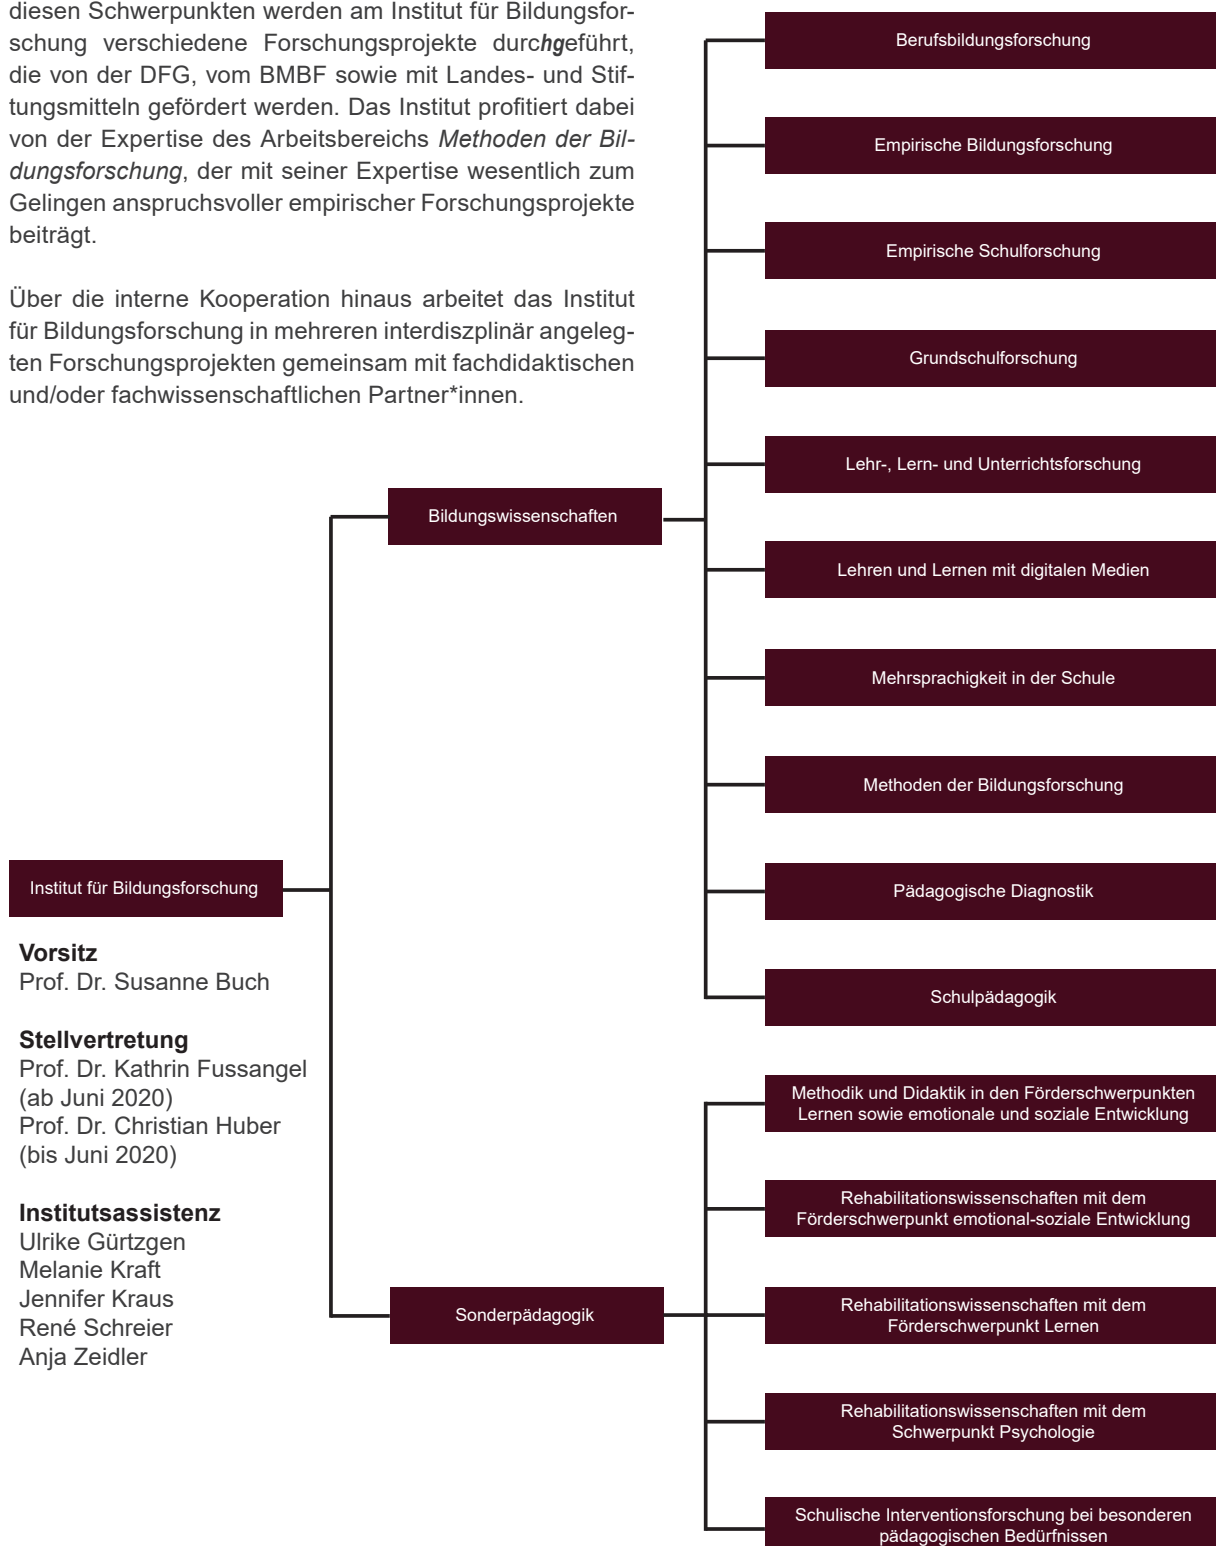 diesen Schwerpunkten werden am Institut für Bildungsfor-
schung verschiedene Forschungsprojekte durchgeführt,
die von der DFG, vom BMBF sowie mit Landes- und Stif-
tungsmitteln gefördert werden. Das Institut profitiert dabei
von der Expertise des Arbeitsbereichs Methoden der Bil-
dungsforschung, der mit seiner Expertise wesentlich zum
Gelingen anspruchsvoller empirischer Forschungsprojekte
beiträgt.
Über die interne Kooperation hinaus arbeitet das Institut
für Bildungsforschung in mehreren interdiszplinär angeleg-
ten Forschungsprojekten gemeinsam mit fachdidaktischen
und/oder fachwissenschaftlichen Partner*innen.
Institut für Bildungsforschung
Vorsitz
Prof. Dr. Susanne Buch
Stellvertretung
Prof. Dr. Kathrin Fussangel
(ab Juni 2020)
Prof. Dr. Christian Huber
(bis Juni 2020)
Institutsassistenz
Ulrike Gürtzgen
Melanie Kraft
Jennifer Kraus
René Schreier
Anja Zeidler
Bildungswissenschaften
Berufsbildungsforschung
Empirische Bildungsforschung
Empirische Schulforschung
Grundschulforschung
Lehr-, Lern- und Unterrichtsforschung
Lehren und Lernen mit digitalen Medien
Mehrsprachigkeit in der Schule
Methoden der Bildungsforschung
Pädagogische Diagnostik
Schulpädagogik
Sonderpädagogik
Methodik und Didaktik in den Förderschwerpunkten
Lernen sowie emotionale und soziale Entwicklung
Rehabilitationswissenschaften mit dem
Förderschwerpunkt emotional-soziale Entwicklung
Rehabilitationswissenschaften mit dem
Förderschwerpunkt Lernen
Rehabilitationswissenschaften mit dem
Schwerpunkt Psychologie
Schulische Interventionsforschung bei besonderen
pädagogischen Bedürfnissen